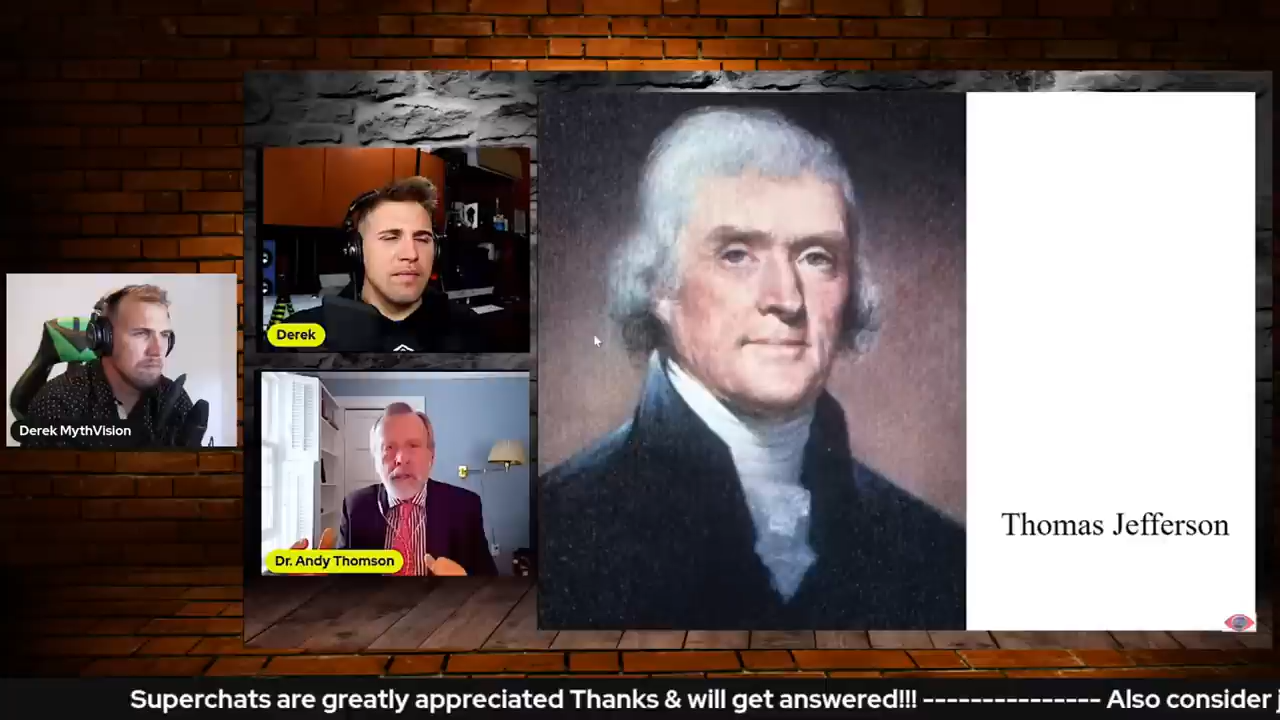 Derek
Derek MythVision
Dr. Andy Thomson
Thomas Jefferson
Superchats are greatly appreciated Thanks & will get answered!!! --------------- Also consider